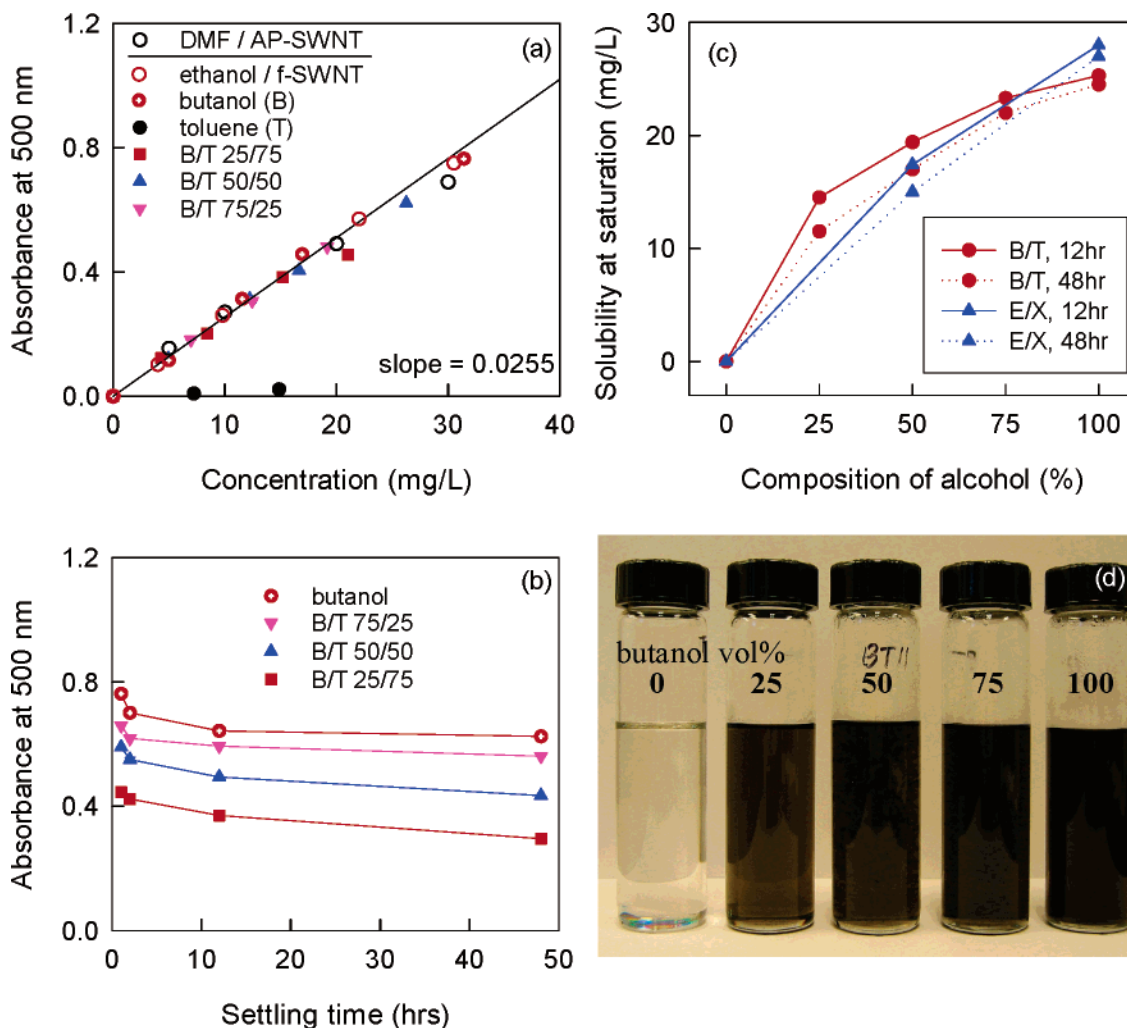 (a)
Absorbance at 500 nm
1.2
0.8
0.4
0.0
DMF / AP-SWNT
ethanol / f-SWNT
butanol (B)
toluene (T)
B/T 25/75
B/T 50/50
B/T 75/25
slope = 0.0255
0 10 20 30 40
Concentration (mg/L)
(c)
Solubility at saturation (mg/L)
30
20
10
0
B/T, 12hr
B/T, 48hr
E/X, 12hr
E/X, 48hr
0 25 50 75 100
Composition of alcohol (%)
(b)
Absorbance at 500 nm
1.2
0.8
0.4
0.0
butanol
B/T 75/25
B/T 50/50
B/T 25/75
0 10 20 30 40 50
Settling time (hrs)
(d)
butanol vol%
BT11
0 25 50 75 100